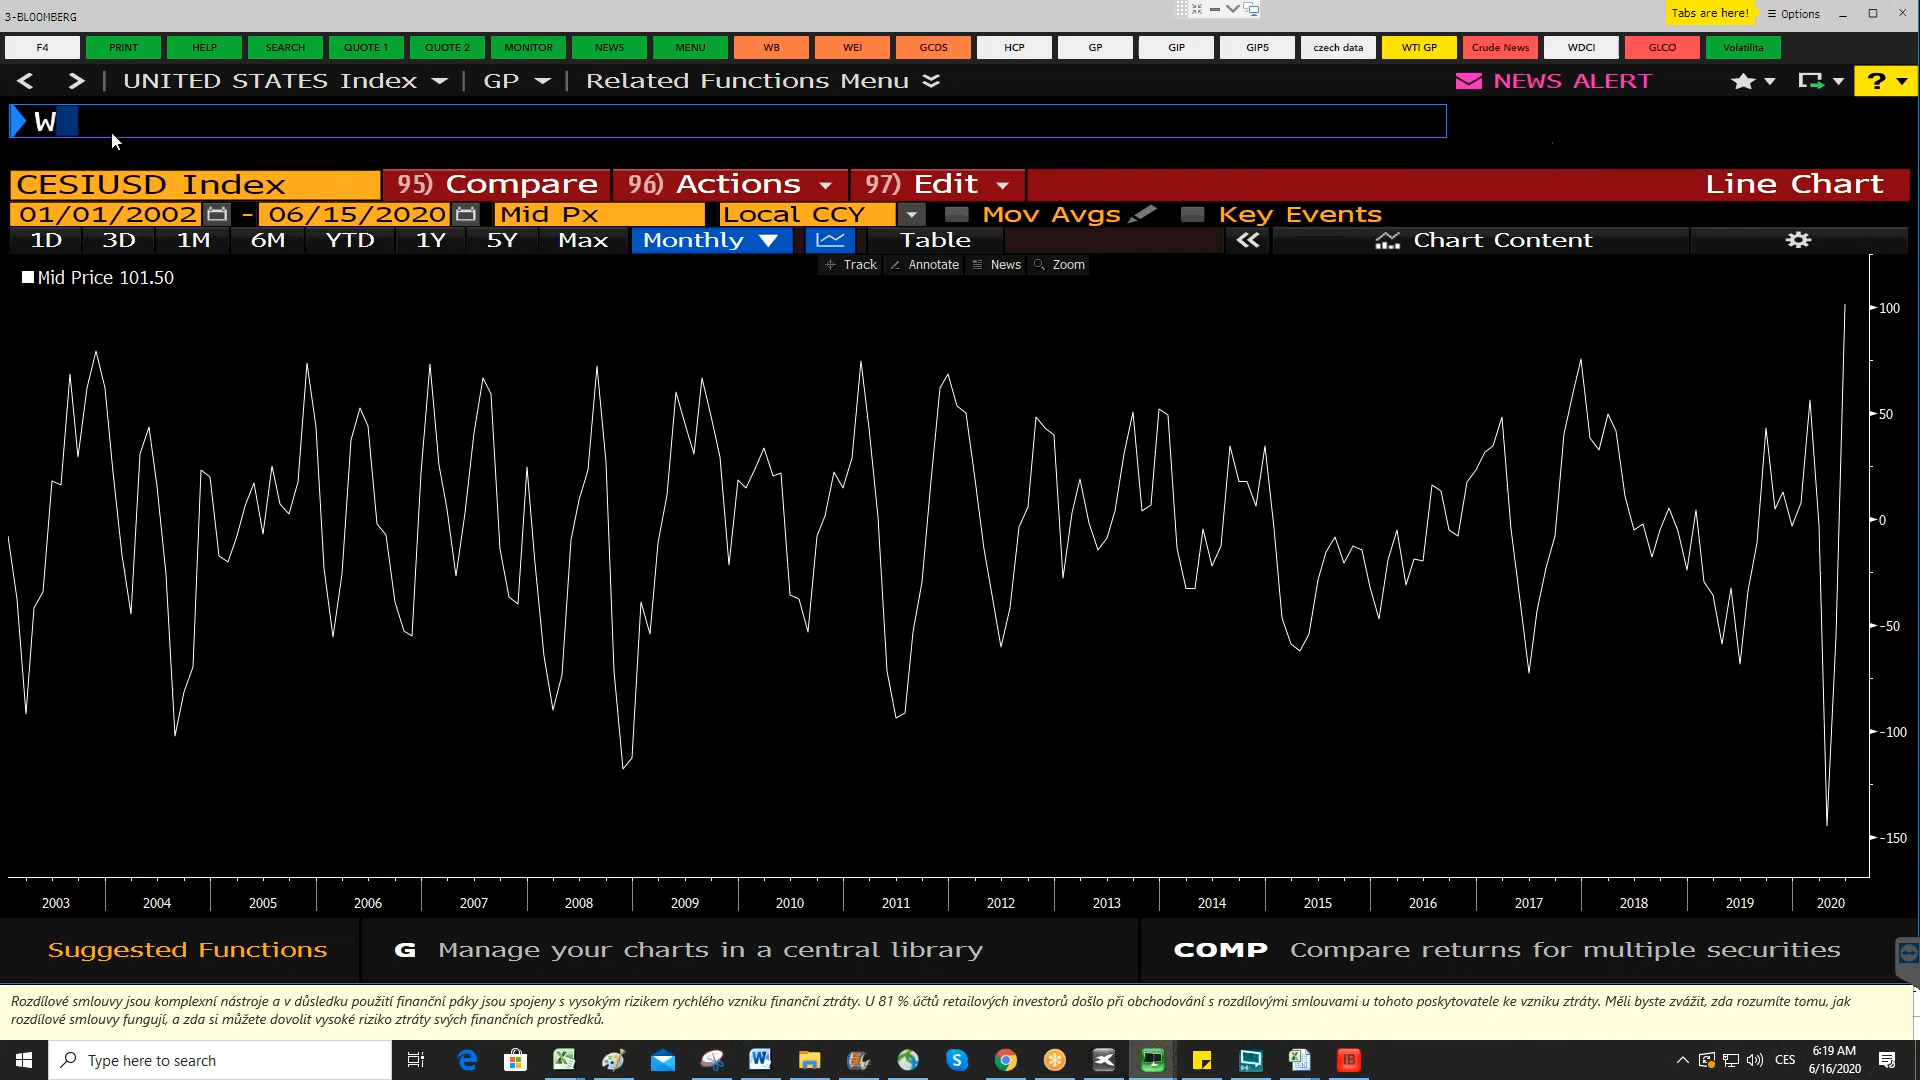 3-BLOOMBERG
Tabs are here! Options
F4 PRINT HELP SEARCH QUOTE 1 QUOTE 2 MONITOR NEWS MENU WB WEI GCDS HCP GP GIP GIP5 czech data WTI GP Crude News WDCI GLCO Volatilita
UNITED STATES Index GP Related Functions Menu NEWS ALERT ?
W
CESIUSD Index 95) Compare 96) Actions 97) Edit Line Chart
01/01/2002 - 06/15/2020 Mid Px Local CCY Mov Avgs Key Events
1D 3D 1M 6M YTD 1Y 5Y Max Monthly Table Chart Content
Track Annotate News Zoom
Mid Price 101.50
100
50
0
-50
-100
-150
2003 2004 2005 2006 2007 2008 2009 2010 2011 2012 2013 2014 2015 2016 2017 2018 2019 2020
Suggested Functions G Manage your charts in a central library COMP Compare returns for multiple securities
Rozdílové smlouvy jsou komplexní nástroje a v důsledku použití finanční páky jsou spojeny s vysokým rizikem rychlého vzniku finanční ztráty. U 81 % účtů retailových investorů došlo při obchodování s rozdílovými smlouvami u tohoto poskytovatele ke vzniku ztráty. Měli byste zvážit, zda rozumíte tomu, jak
rozdílové smlouvy fungují, a zda si můžete dovolit vysoké riziko ztráty svých finančních prostředků.
Type here to search IB CES 6:19 AM
6/16/2020